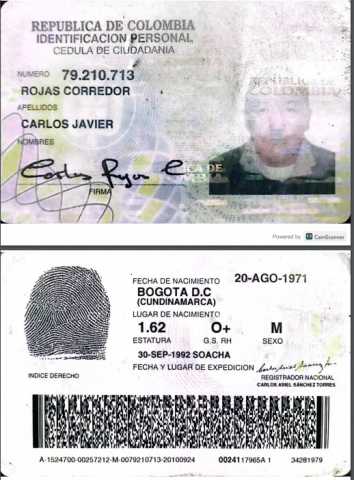 REPUBLICA DE COLOMBIA
IDENTIFICACION PERSONAL
CEDULA DE CIUDADANIA
NUMERO 79.210.713
ROJAS CORREDOR
APELLIDOS
CARLOS JAVIER
NOMBRES
FIRMA
REPUBLICA DE
COLOMBIA
Powered by CS CamScanner
FECHA DE NACIMIENTO 20-AGO-1971
BOGOTA D.C
(CUNDINAMARCA)
LUGAR DE NACIMIENTO
1.62 O+ M
ESTATURA G.S. RH SEXO
30-SEP-1992 SOACHA
FECHA Y LUGAR DE EXPEDICION
INDICE DERECHO
REGISTRADOR NACIONAL
CARLOS ARIEL SÁNCHEZ TORRES
A-1524700-00257212-M-0079210713-20100924 0024117965A 1 34281979